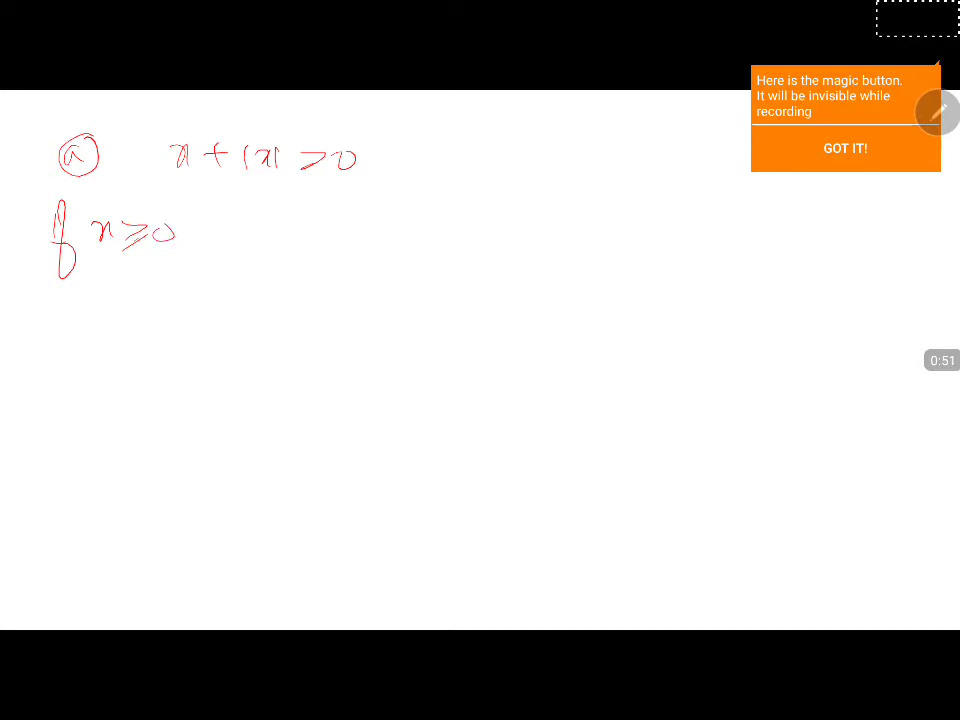 Here is the magic button.
It will be invisible while
recording
GOT IT!
ⓐ x + |x| > 0
f x ≥ 0
0:51